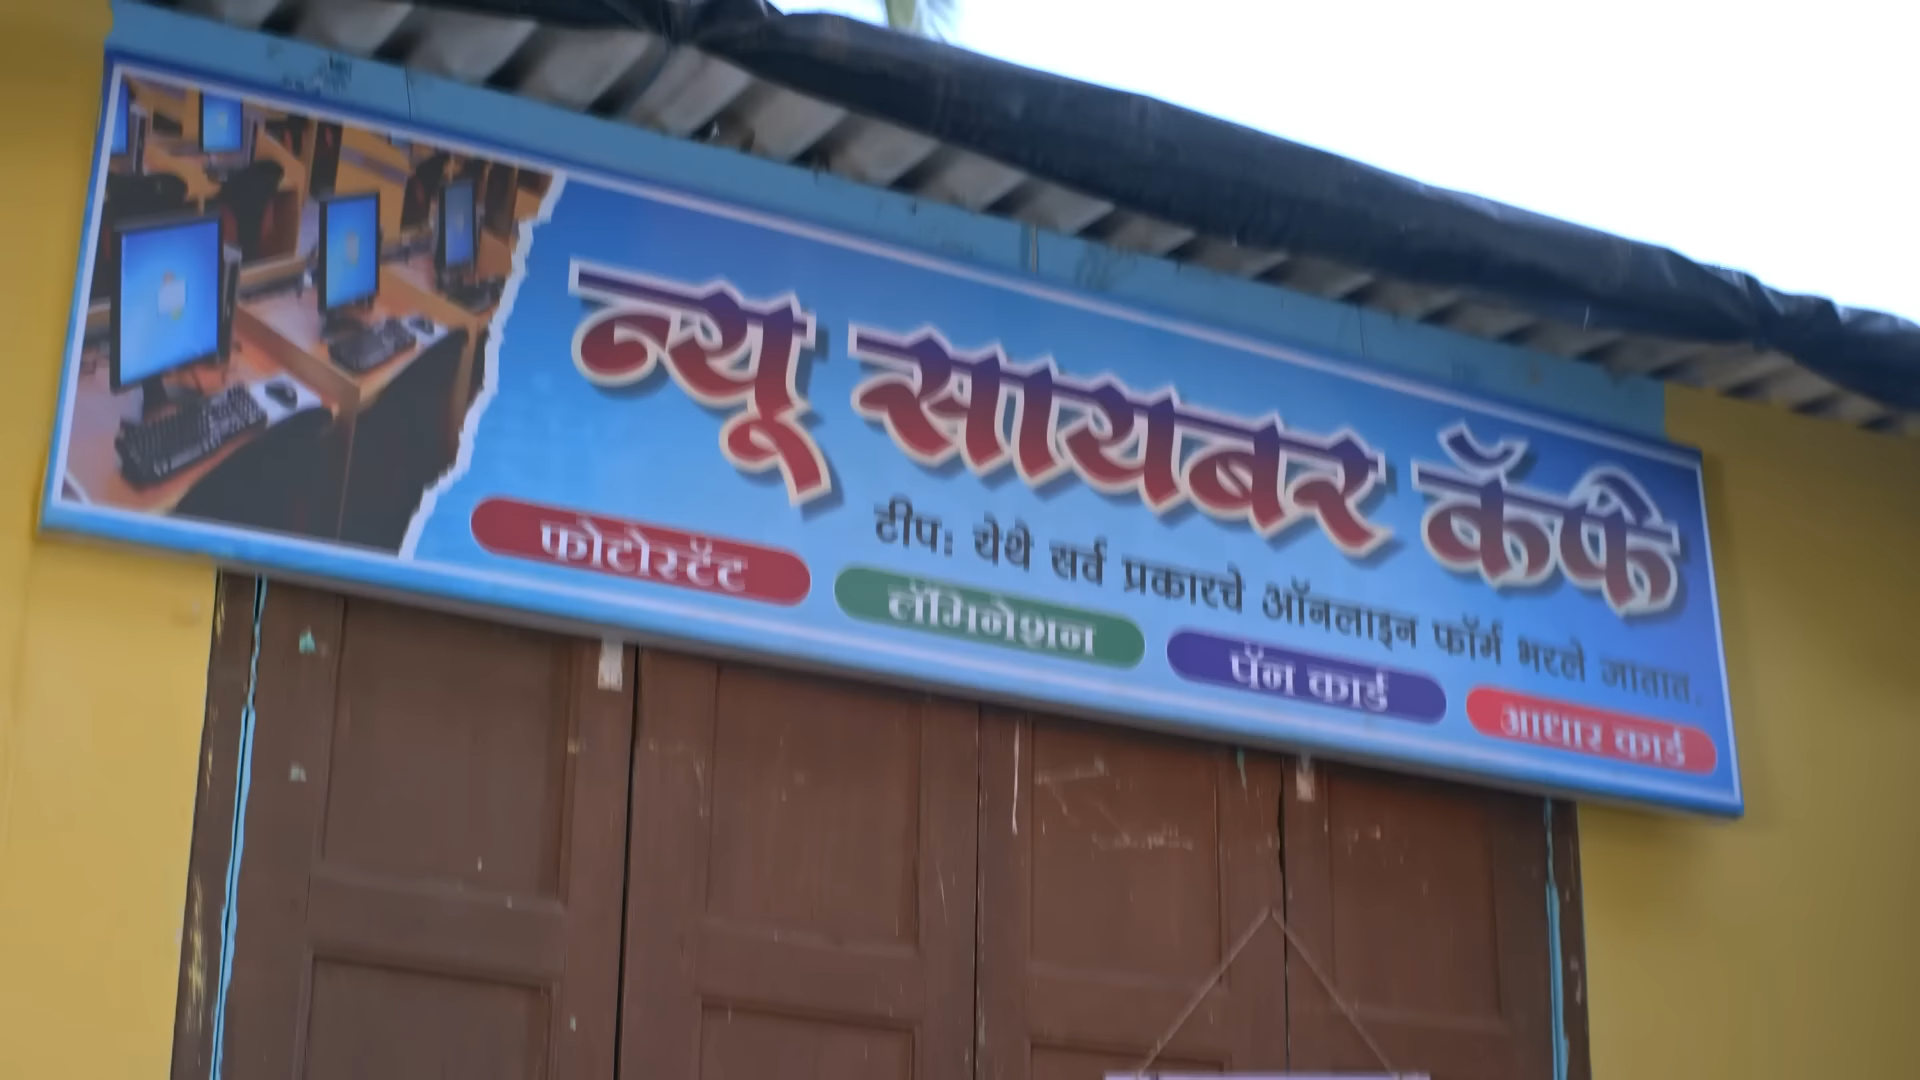 न्यू सायबर कॅफे
टीप: येथे सर्व प्रकारचे ऑनलाइन फॉर्म भरले जातात.
फोटोस्टॅट
लॅमिनेशन
पॅन कार्ड
आधार कार्ड